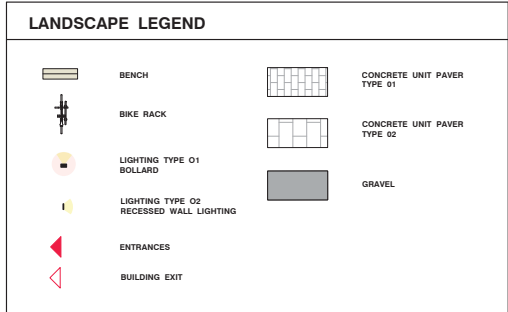 LANDSCAPE LEGEND
BENCH
BIKE RACK
LIGHTING TYPE O1
BOLLARD
LIGHTING TYPE O2
RECESSED WALL LIGHTING
ENTRANCES
BUILDING EXIT
CONCRETE UNIT PAVER
TYPE 01
CONCRETE UNIT PAVER
TYPE 02
GRAVEL